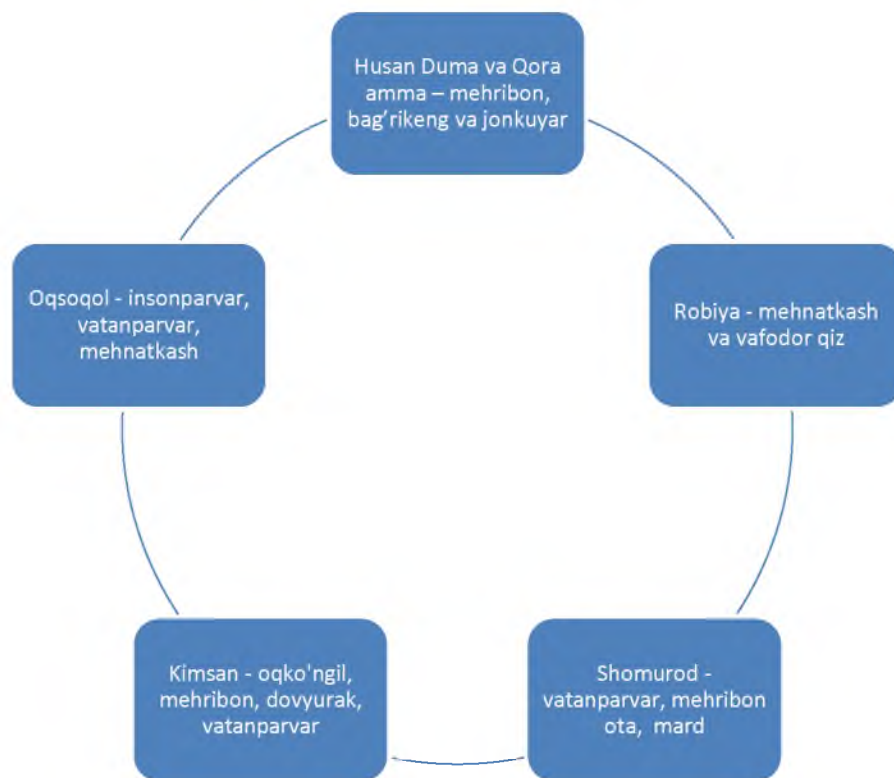 Husan Duma va Qora
amma – mehribon,
bag’rikeng va jonkuyar
Oqsoqol - insonparvar,
vatanparvar,
mehnatkash
Robiya - mehnatkash
va vafodor qiz
Kimsan - oqko'ngil,
mehribon, dovyurak,
vatanparvar
Shomurod -
vatanparvar, mehribon
ota, mard